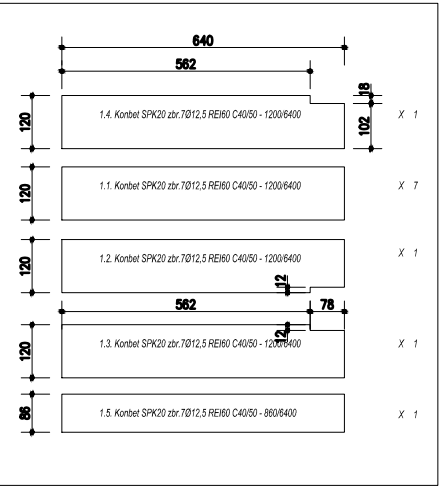 640
562
18
120
1.4. Konbet SPK20 zbr.7Ø12,5 REI60 C40/50 - 1200/6400
102
X 1
120
1.1. Konbet SPK20 zbr.7Ø12,5 REI60 C40/50 - 1200/6400
X 7
120
1.2. Konbet SPK20 zbr.7Ø12,5 REI60 C40/50 - 1200/6400
X 1
12
562
78
12
120
1.3. Konbet SPK20 zbr.7Ø12,5 REI60 C40/50 - 1200/6400
X 1
86
1.5. Konbet SPK20 zbr.7Ø12,5 REI60 C40/50 - 860/6400
X 1